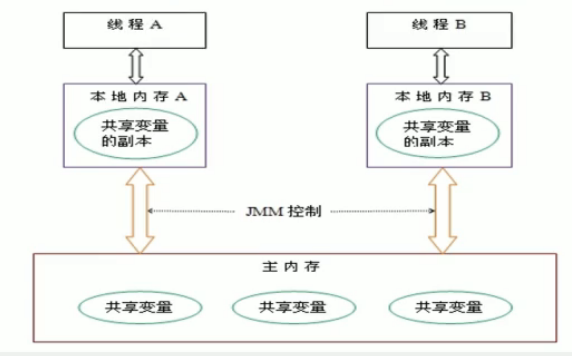 线程 A
线程 B
本地内存 A
本地内存 B
共享变量
的副本
共享变量
的副本
JMM 控制
主内存
共享变量
共享变量
共享变量